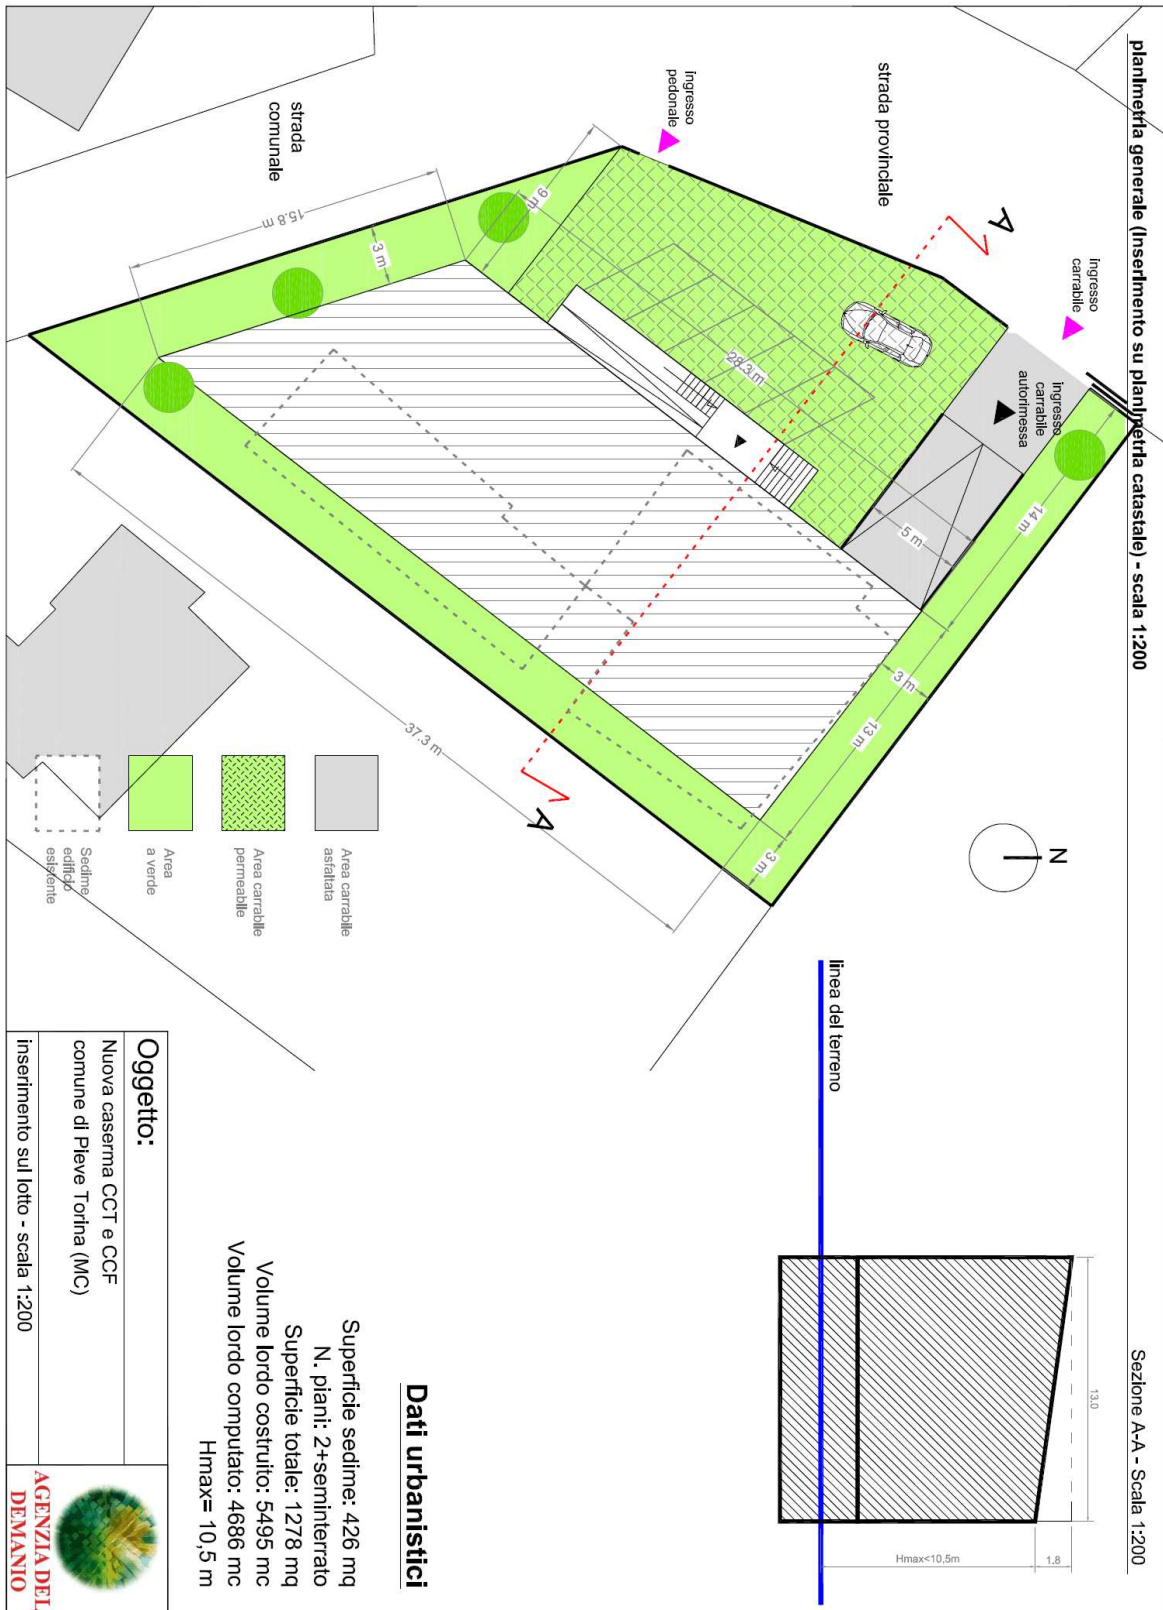 planimetria generale (inserimento su planimetria catastale) - scala 1:200
Sezione A-A - Scala 1:200
ingresso
carrabile
ingresso
carrabile
autorimessa
strada provinciale
ingresso
pedonale
strada
comunale
A
A
N
9 m
15.8 m
3 m
28.3 m
5 m
14 m
3 m
13 m
3 m
37.3 m
Area carrabile
asfaltata
Area carrabile
permeabile
Area
a verde
Sedime
edificio
esistente
linea del terreno
13.0
Hmax<10,5m
1.8
Dati urbanistici
Superficie sedime: 426 mq
N. piani: 2+seminterrato
Superficie totale: 1278 mq
Volume lordo costruito: 5495 mc
Volume lordo computato: 4686 mc
Hmax= 10,5 m
Oggetto:
Nuova caserma CCT e CCF
comune di Pieve Torina (MC)
inserimento sul lotto - scala 1:200
AGENZIA DEL
DEMANIO